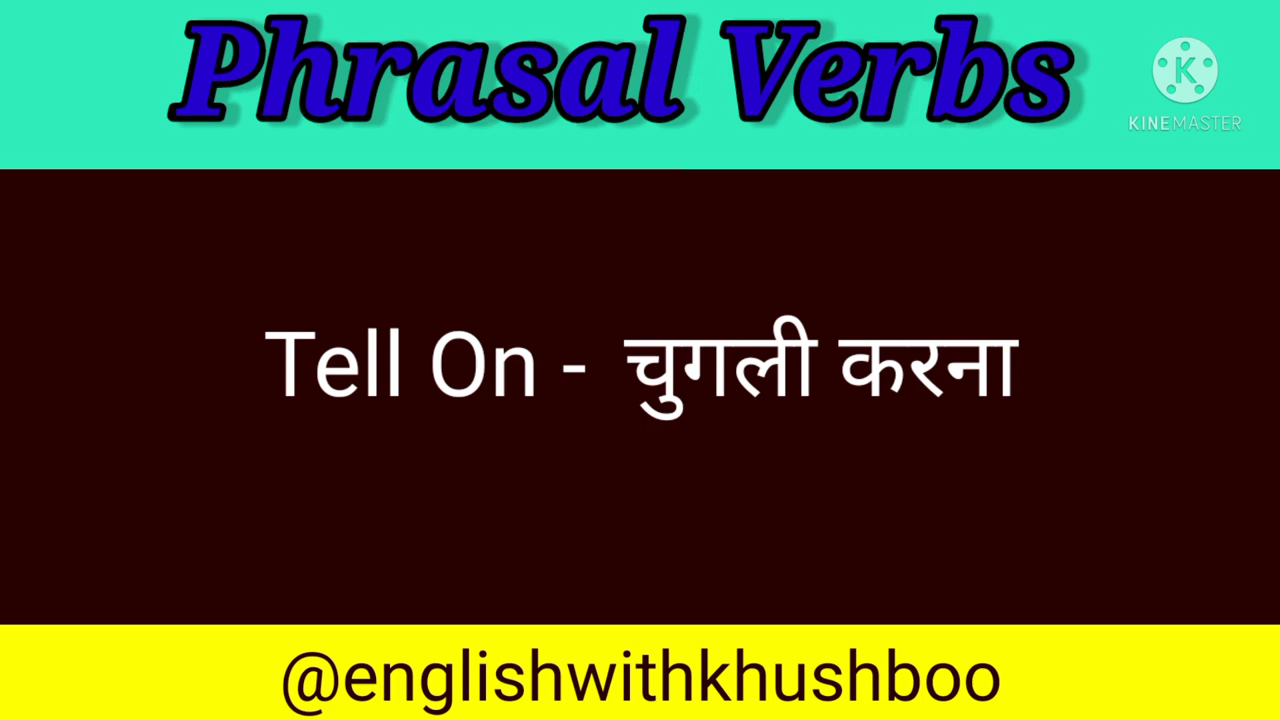 Phrasal Verbs
K
KINEMASTER
Tell On - चुगली करना
@englishwithkhushboo